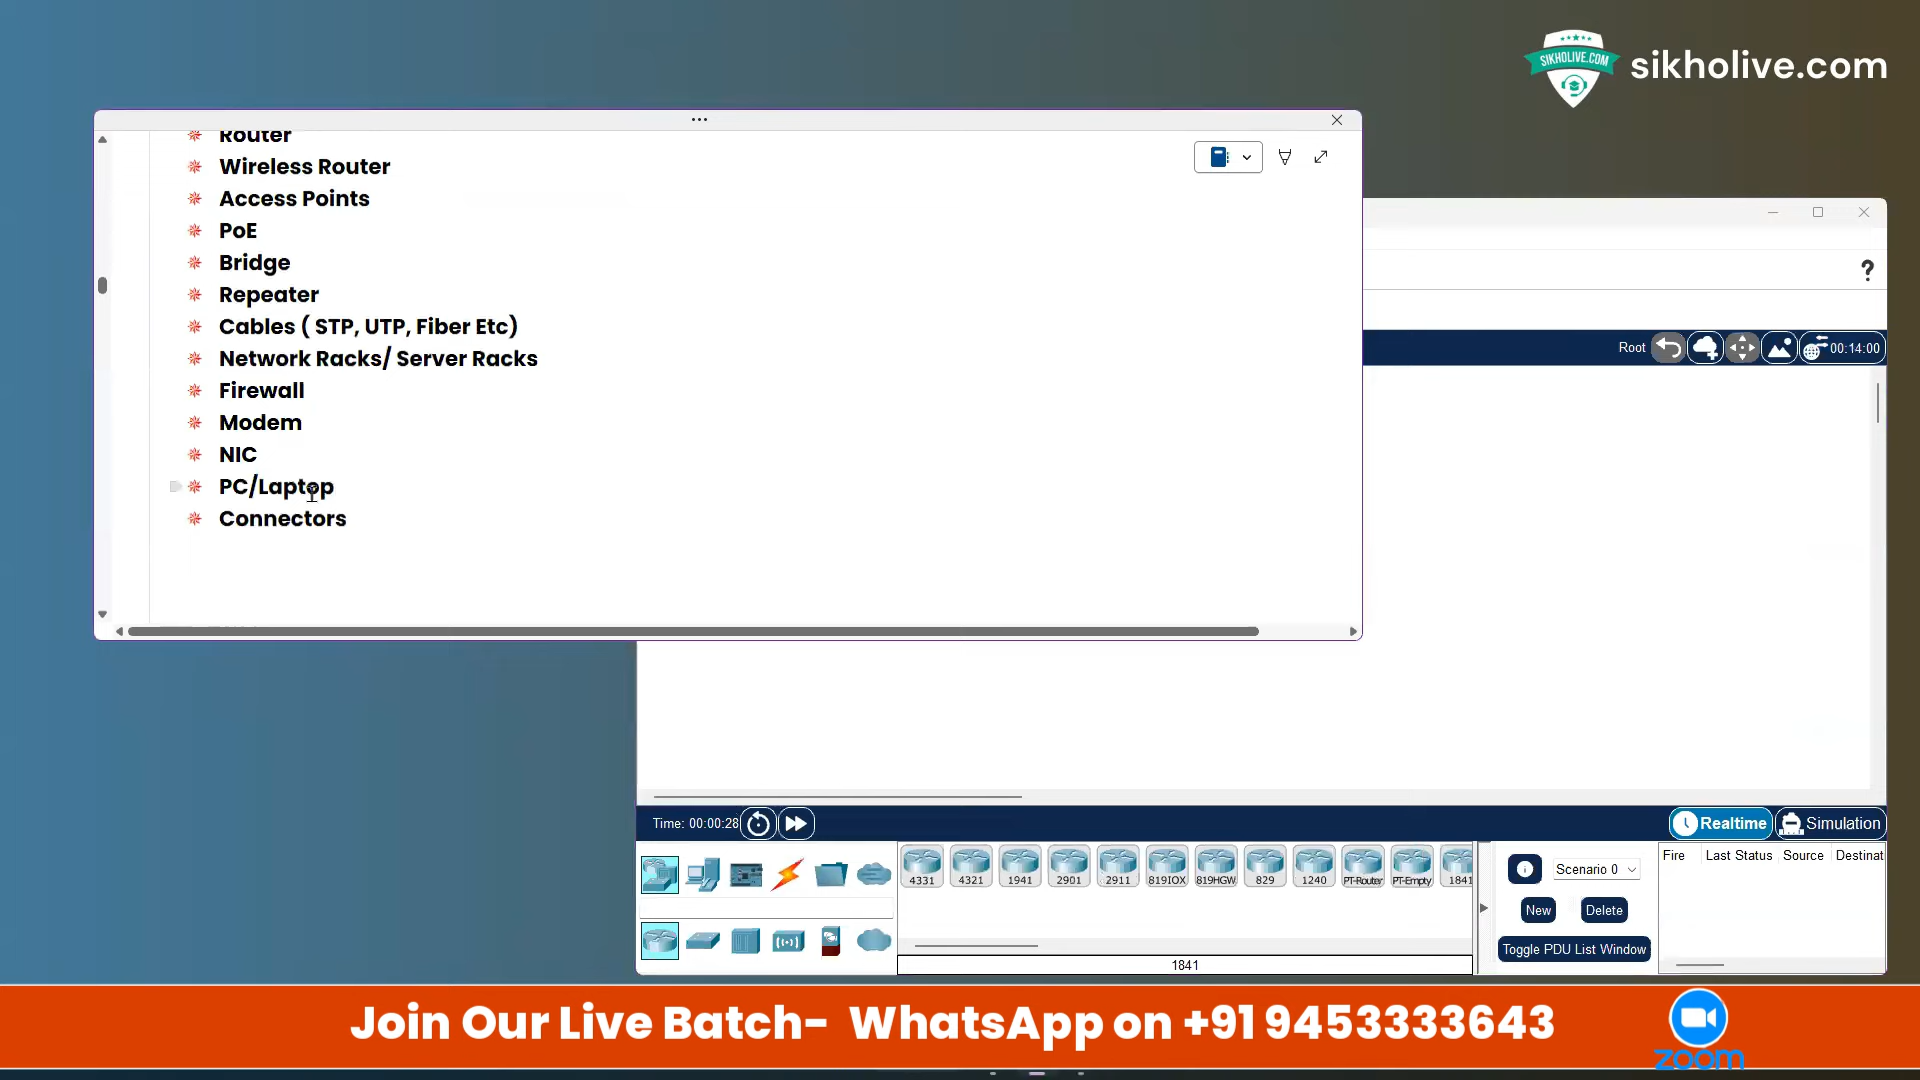 SIKHOLIVE.COM
sikholive.com
Router
Wireless Router
Access Points
PoE
Bridge
Repeater
Cables ( STP, UTP, Fiber Etc)
Network Racks/ Server Racks
Firewall
Modem
NIC
PC/Laptop
Connectors
?
Root
00:14:00
Time: 00:00:28
Realtime
Simulation
4331
4321
1941
2901
2911
819IOX
819HGW
829
1240
PT-Router
PT-Empty
1841
1841
Scenario 0
New
Delete
Toggle PDU List Window
Fire
Last Status
Source
Destinat
Join Our Live Batch- WhatsApp on +91 9453333643
zoom